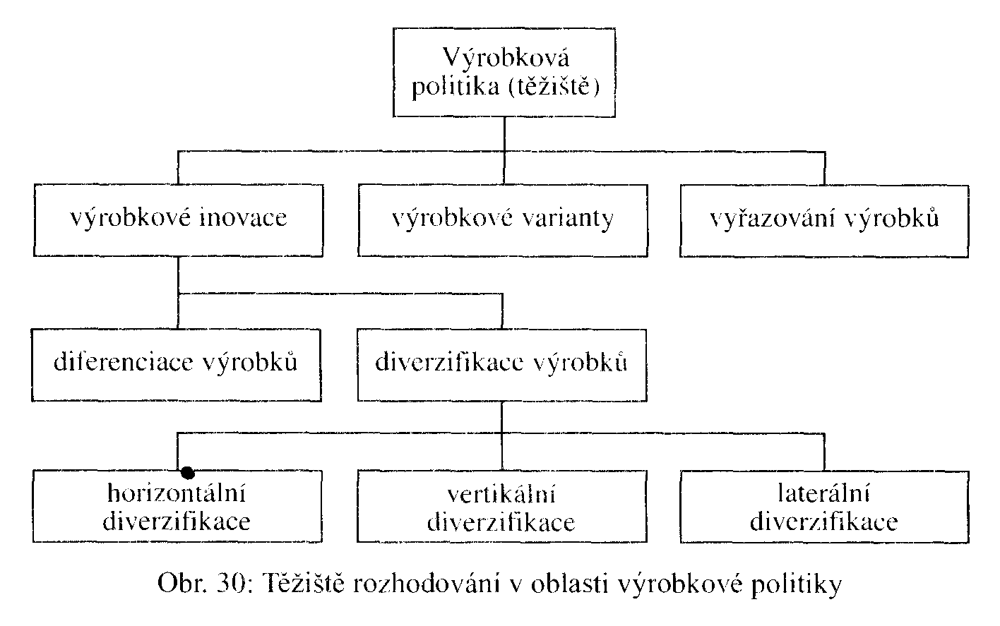 Výrobková
politika (těžiště)
výrobkové inovace
výrobkové varianty
vyřazování výrobků
diferenciace výrobků
diverzifikace výrobků
horizontální
diverzifikace
vertikální
diverzifikace
laterální
diverzifikace
Obr. 30: Těžiště rozhodování v oblasti výrobkové politiky